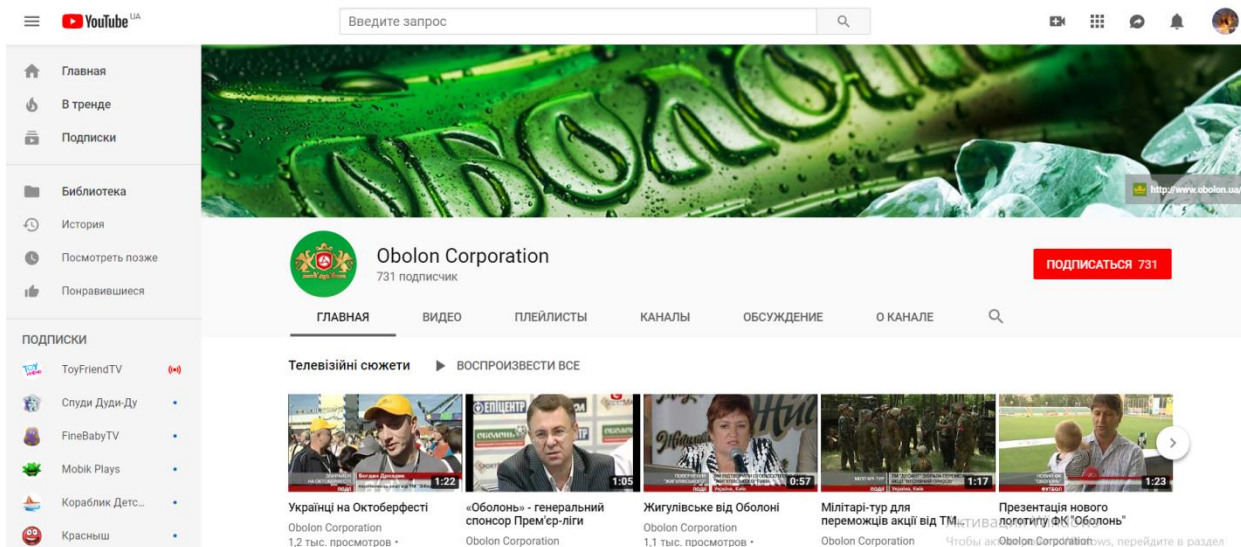 YouTube UA
Введите запрос
Главная
В тренде
Подписки
Библиотека
История
Посмотреть позже
Понравившиеся
ПОДПИСКИ
ToyFriendTV
Спуди Дуди-Ду
FineBabyTV
Mobik Plays
Кораблик Детс...
Красныш
Оболонь
http://www.obolon.ua/
Obolon Corporation
731 подписчик
ПОДПИСАТЬСЯ 731
ГЛАВНАЯ ВИДЕО ПЛЕЙЛИСТЫ КАНАЛЫ ОБСУЖДЕНИЕ О КАНАЛЕ
Телевізійні сюжети ВОСПРОИЗВЕСТИ ВСЕ
ЕПІЦЕНТР
Богдан Дроздов
1:22 1:05 0:57 1:17 1:23
Українці на Октоберфесті
«Оболонь» - генеральний
спонсор Прем'єр-ліги
Жигулівське від Оболоні
Мілітарі-тур для
переможців акції від ТМ...
Презентація нового
логотипу ФК "Оболонь"
Obolon Corporation
1,2 тыс. просмотров •
Obolon Corporation
Obolon Corporation
1,1 тыс. просмотров •
Obolon Corporation
Obolon Corporation
Активация Windows